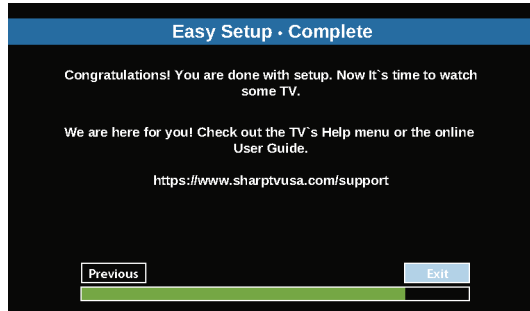 Easy Setup • Complete
Congratulations! You are done with setup. Now It`s time to watch
some TV.
We are here for you! Check out the TV`s Help menu or the online
User Guide.
https://www.sharptvusa.com/support
Previous
Exit